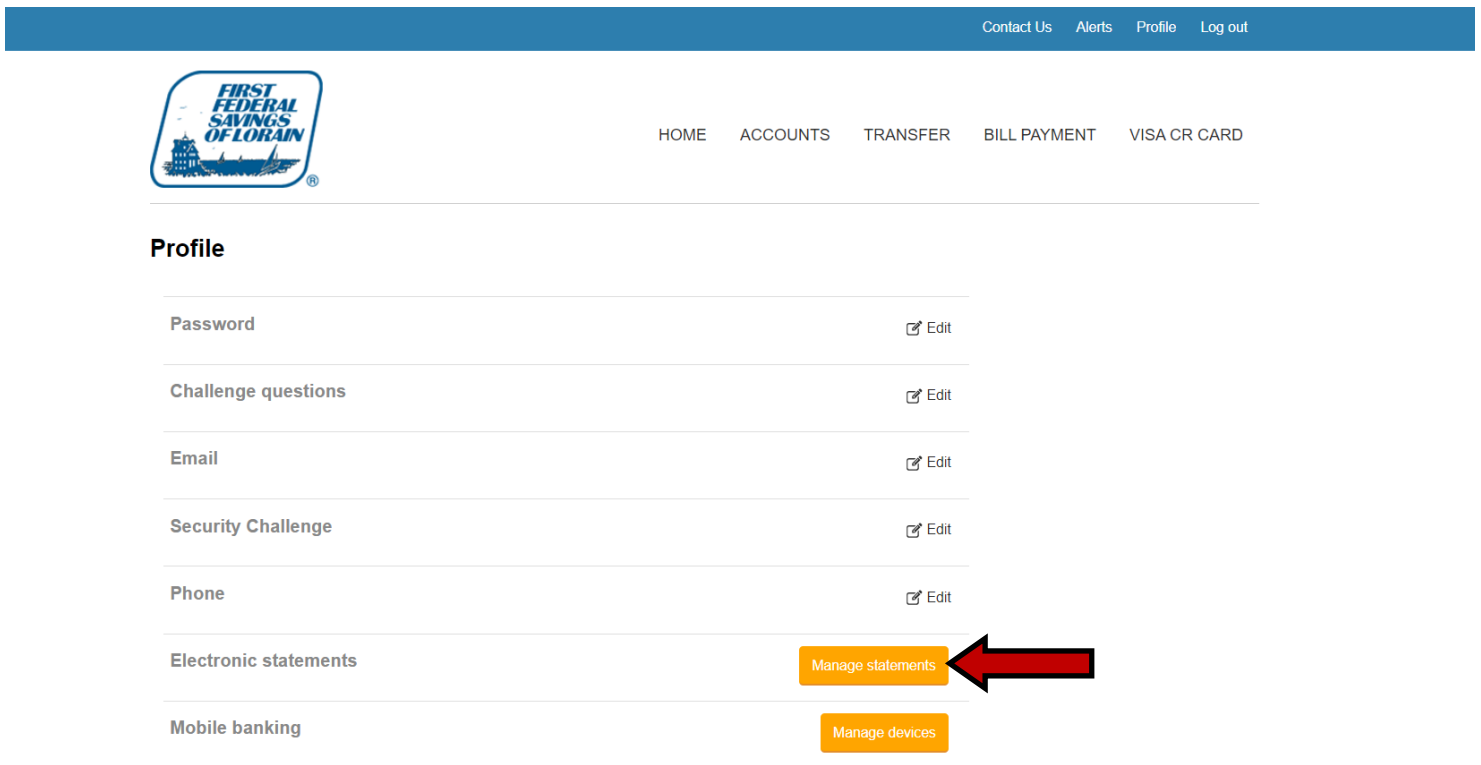 Contact Us Alerts Profile Log out
FIRST
FEDERAL
SAVINGS
OF LORAIN
®
HOME ACCOUNTS TRANSFER BILL PAYMENT VISA CR CARD
Profile
Password Edit
Challenge questions Edit
Email Edit
Security Challenge Edit
Phone Edit
Electronic statements Manage statements
Mobile banking Manage devices